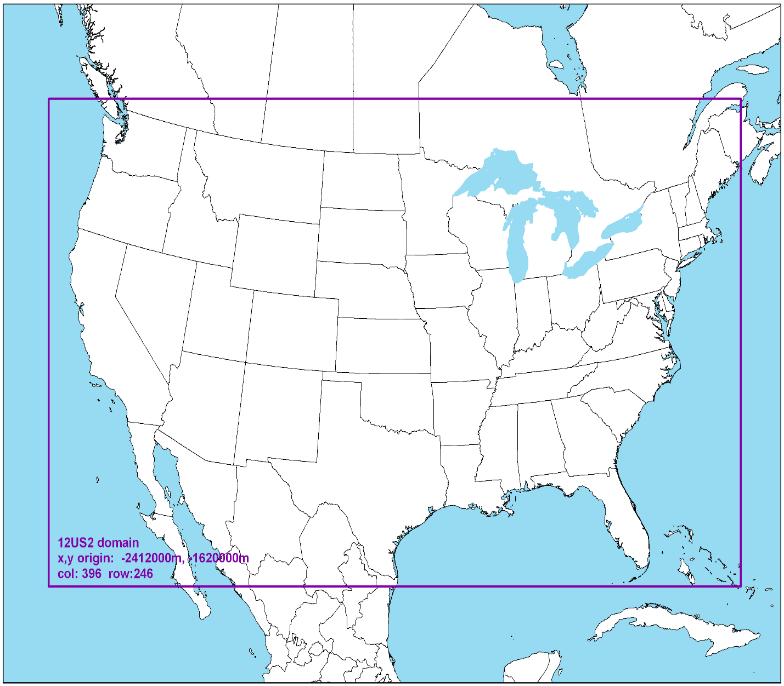 12US2 domain
x,y origin:  -2412000m, -1620000m
col: 396  row:246